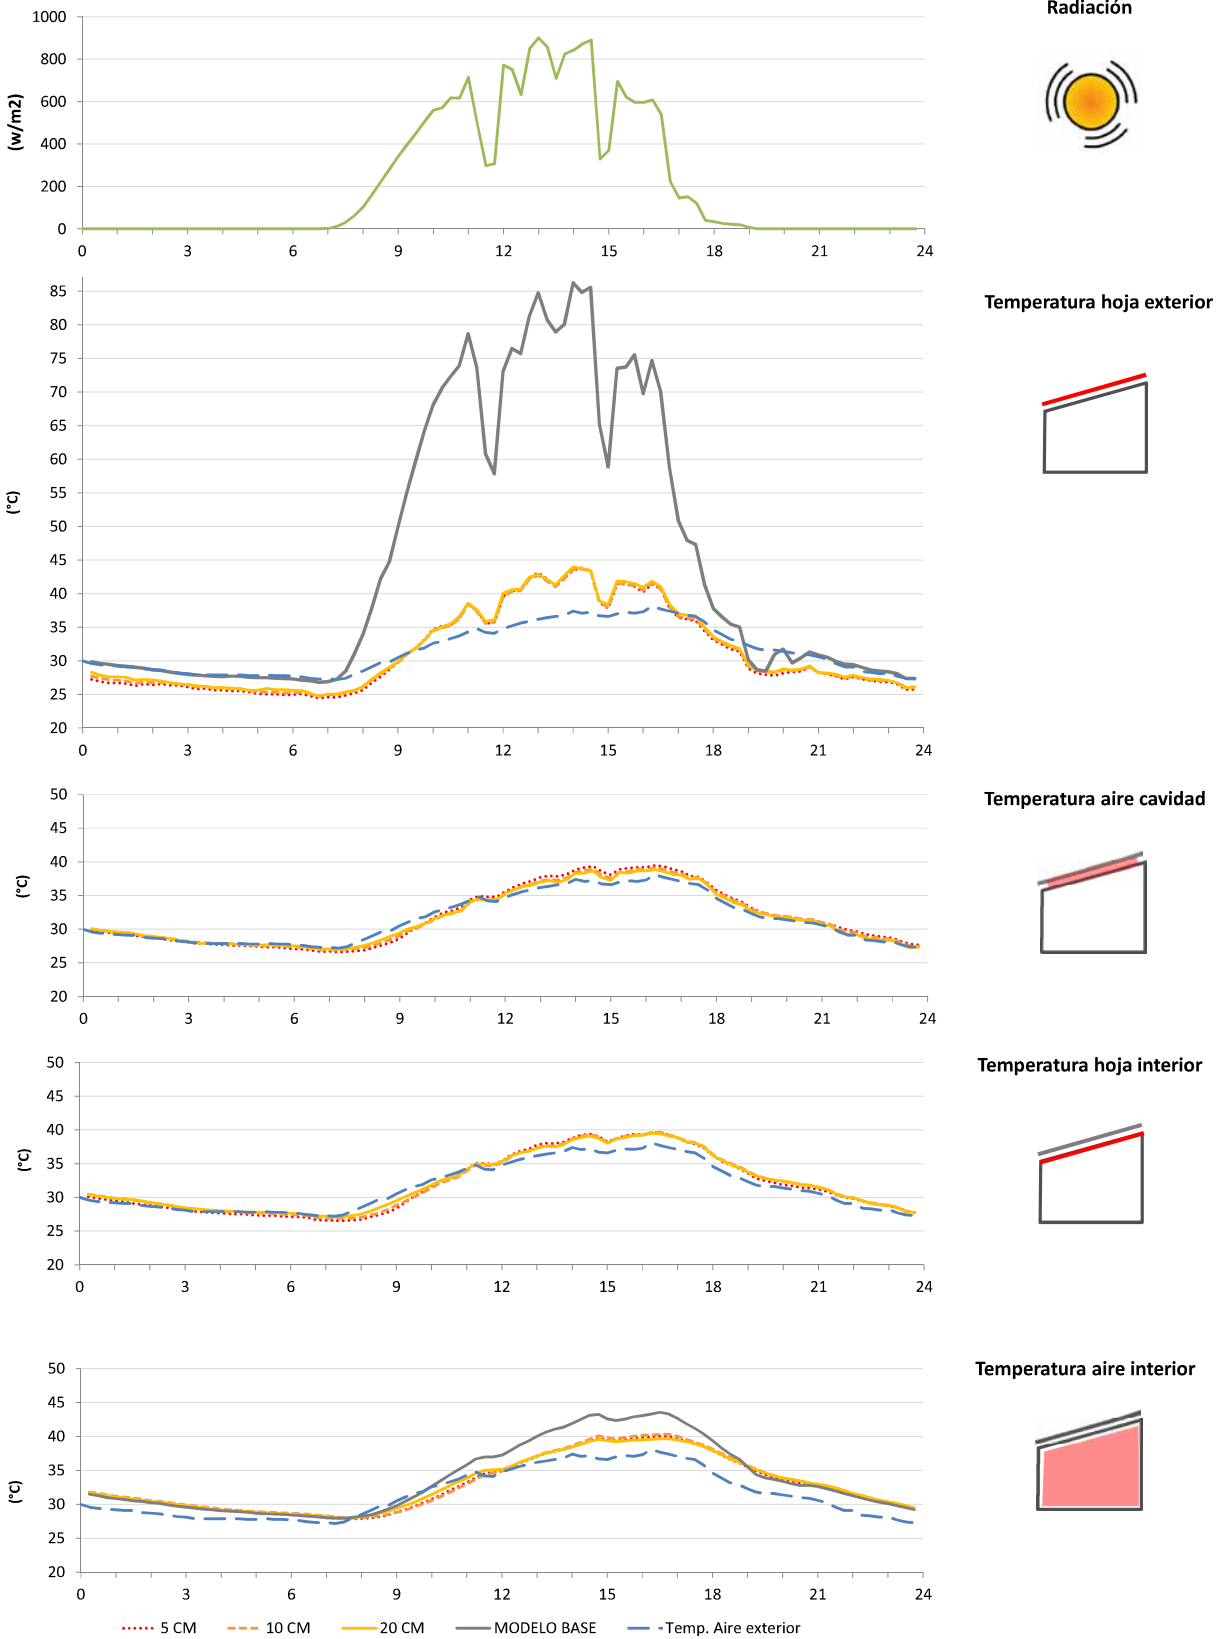 Radiación
1000
800
600
400
200
0
(w/m2)
0 3 6 9 12 15 18 21 24
Temperatura hoja exterior
85
80
75
70
65
60
55
50
45
40
35
30
25
20
(°C)
0 3 6 9 12 15 18 21 24
Temperatura aire cavidad
50
45
40
35
30
25
20
(°C)
0 3 6 9 12 15 18 21 24
Temperatura hoja interior
50
45
40
35
30
25
20
(°C)
0 3 6 9 12 15 18 21 24
Temperatura aire interior
50
45
40
35
30
25
20
(°C)
0 3 6 9 12 15 18 21 24
5 CM 10 CM 20 CM MODELO BASE Temp. Aire exterior